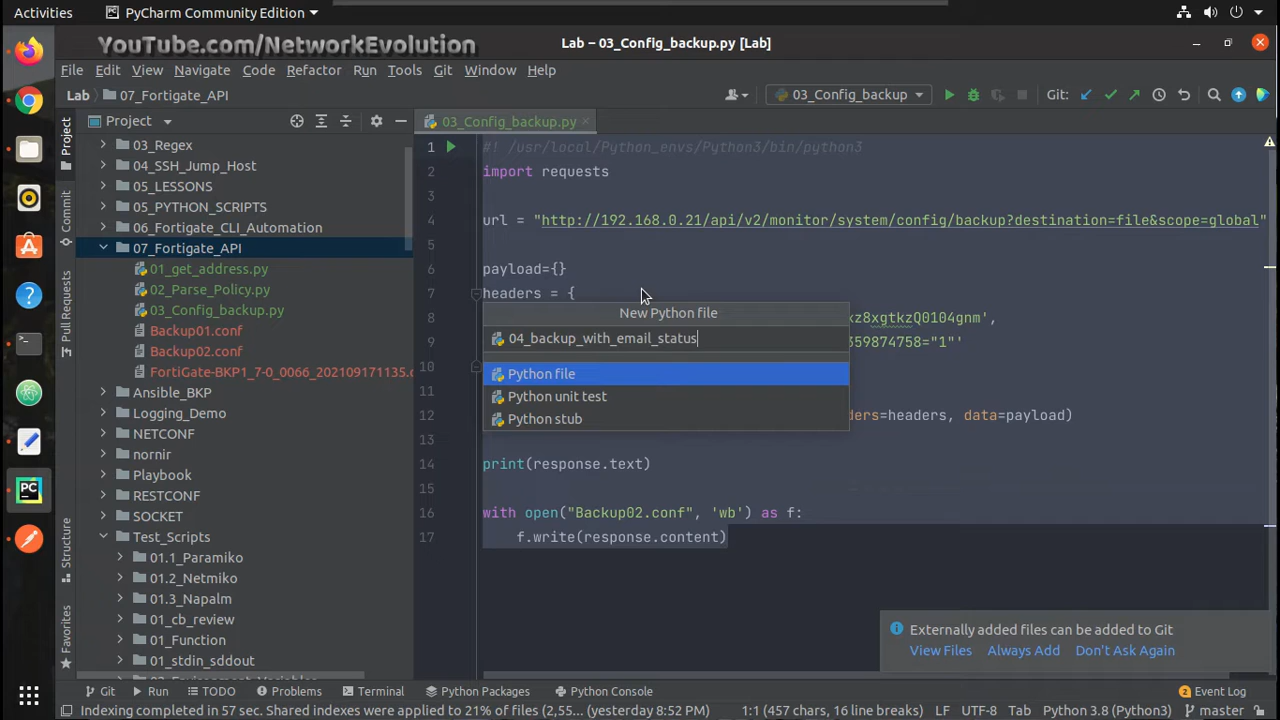 Activities
PyCharm Community Edition
YouTube.com/NetworkEvolution
Lab – 03_Config_backup.py [Lab]
File Edit View Navigate Code Refactor Run Tools Git Window Help
Lab 07_Fortigate_API
03_Config_backup
Git:
Project
03_Config_backup.py
Project
Commit
Pull Requests
Structure
Favorites
03_Regex
04_SSH_Jump_Host
05_LESSONS
05_PYTHON_SCRIPTS
06_Fortigate_CLI_Automation
07_Fortigate_API
01_get_address.py
02_Parse_Policy.py
03_Config_backup.py
Backup01.conf
Backup02.conf
FortiGate-BKP1_7-0_0066_202109171135.c
Ansible_BKP
Logging_Demo
NETCONF
nornir
Playbook
RESTCONF
SOCKET
Test_Scripts
01.1_Paramiko
01.2_Netmiko
01.3_Napalm
01_cb_review
01_Function
01_stdin_sddout
02_Environment_Variables
1 #! /usr/local/Python_envs/Python3/bin/python3
2 import requests
3
4 url = "http://192.168.0.21/api/v2/monitor/system/config/backup?destination=file&scope=global"
5
6 payload={}
7 headers = {
8 xz8xgtkzQ0104gnm',
9 359874758="1"'
10
11
12 ders=headers, data=payload)
13
14 print(response.text)
15
16 with open("Backup02.conf", 'wb') as f:
17 f.write(response.content)
New Python file
04_backup_with_email_status
Python file
Python unit test
Python stub
Externally added files can be added to Git
View Files Always Add Don't Ask Again
Git Run TODO Problems Terminal Python Packages Python Console
2 Event Log
Indexing completed in 57 sec. Shared indexes were applied to 21% of files (2,55... (yesterday 8:52 PM)
1:1 (457 chars, 16 line breaks) LF UTF-8 Tab Python 3.8 (Python3) master